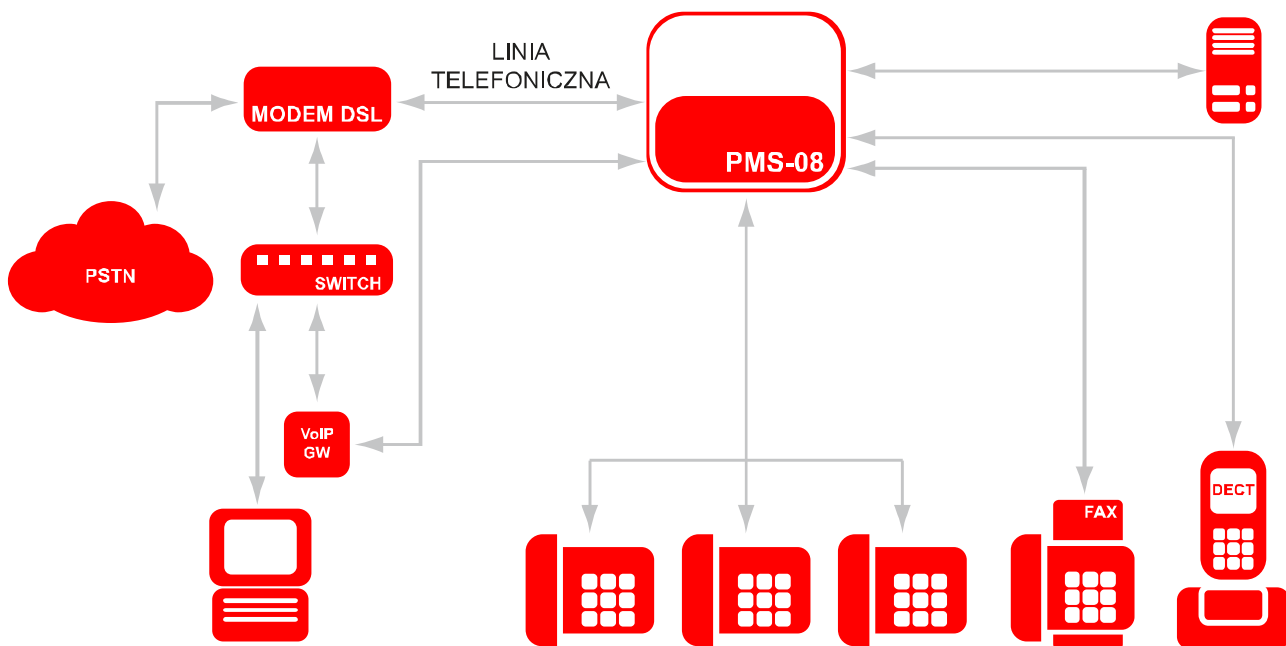 LINIA
TELEFONICZNA
MODEM DSL
PMS-08
PSTN
SWITCH
VoIP
GW
FAX
DECT